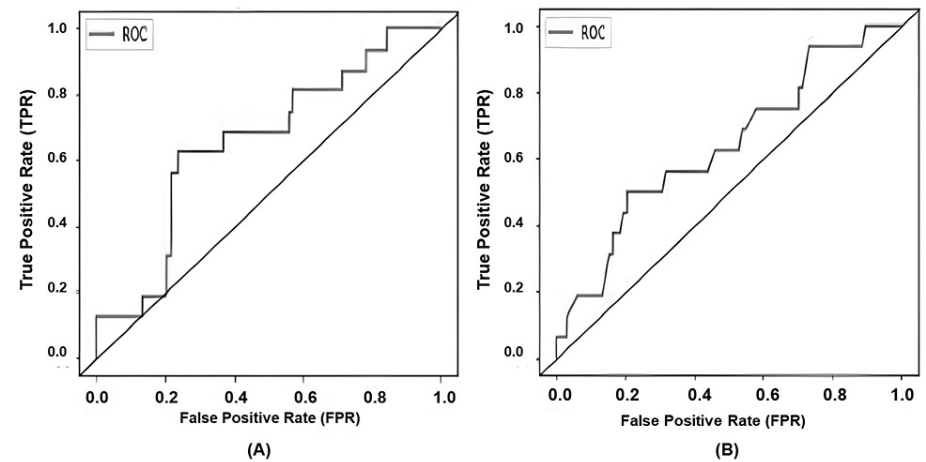 ROC
1.0
0.8
0.6
0.4
0.2
0.0
True Positive Rate (TPR)
0.0 0.2 0.4 0.6 0.8 1.0
False Positive Rate (FPR)
(A)
ROC
1.0
0.8
0.6
0.4
0.2
0.0
True Positive Rate (TPR)
0.0 0.2 0.4 0.6 0.8 1.0
False Positive Rate (FPR)
(B)